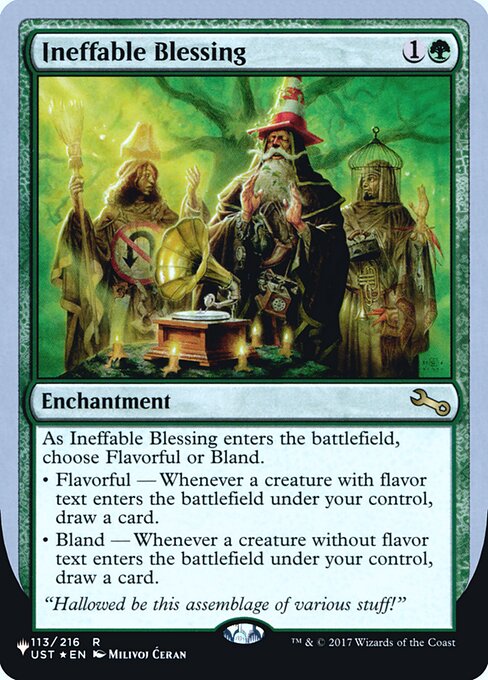 Ineffable Blessing 1
Enchantment
As Ineffable Blessing enters the battlefield,
choose Flavorful or Bland.
• Flavorful — Whenever a creature with flavor
text enters the battlefield under your control,
draw a card.
• Bland — Whenever a creature without flavor
text enters the battlefield under your control,
draw a card.
“Hallowed be this assemblage of various stuff!”
113/216 R
UST ★ EN Milivoj Ćeran
™ & © 2017 Wizards of the Coast